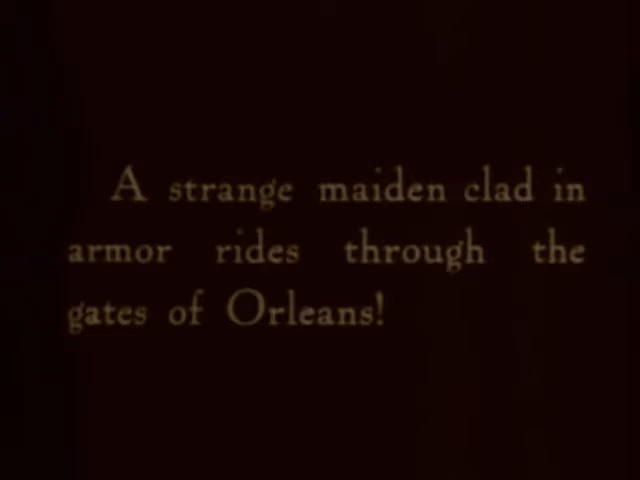 A strange maiden clad in
armor rides through the
gates of Orleans!